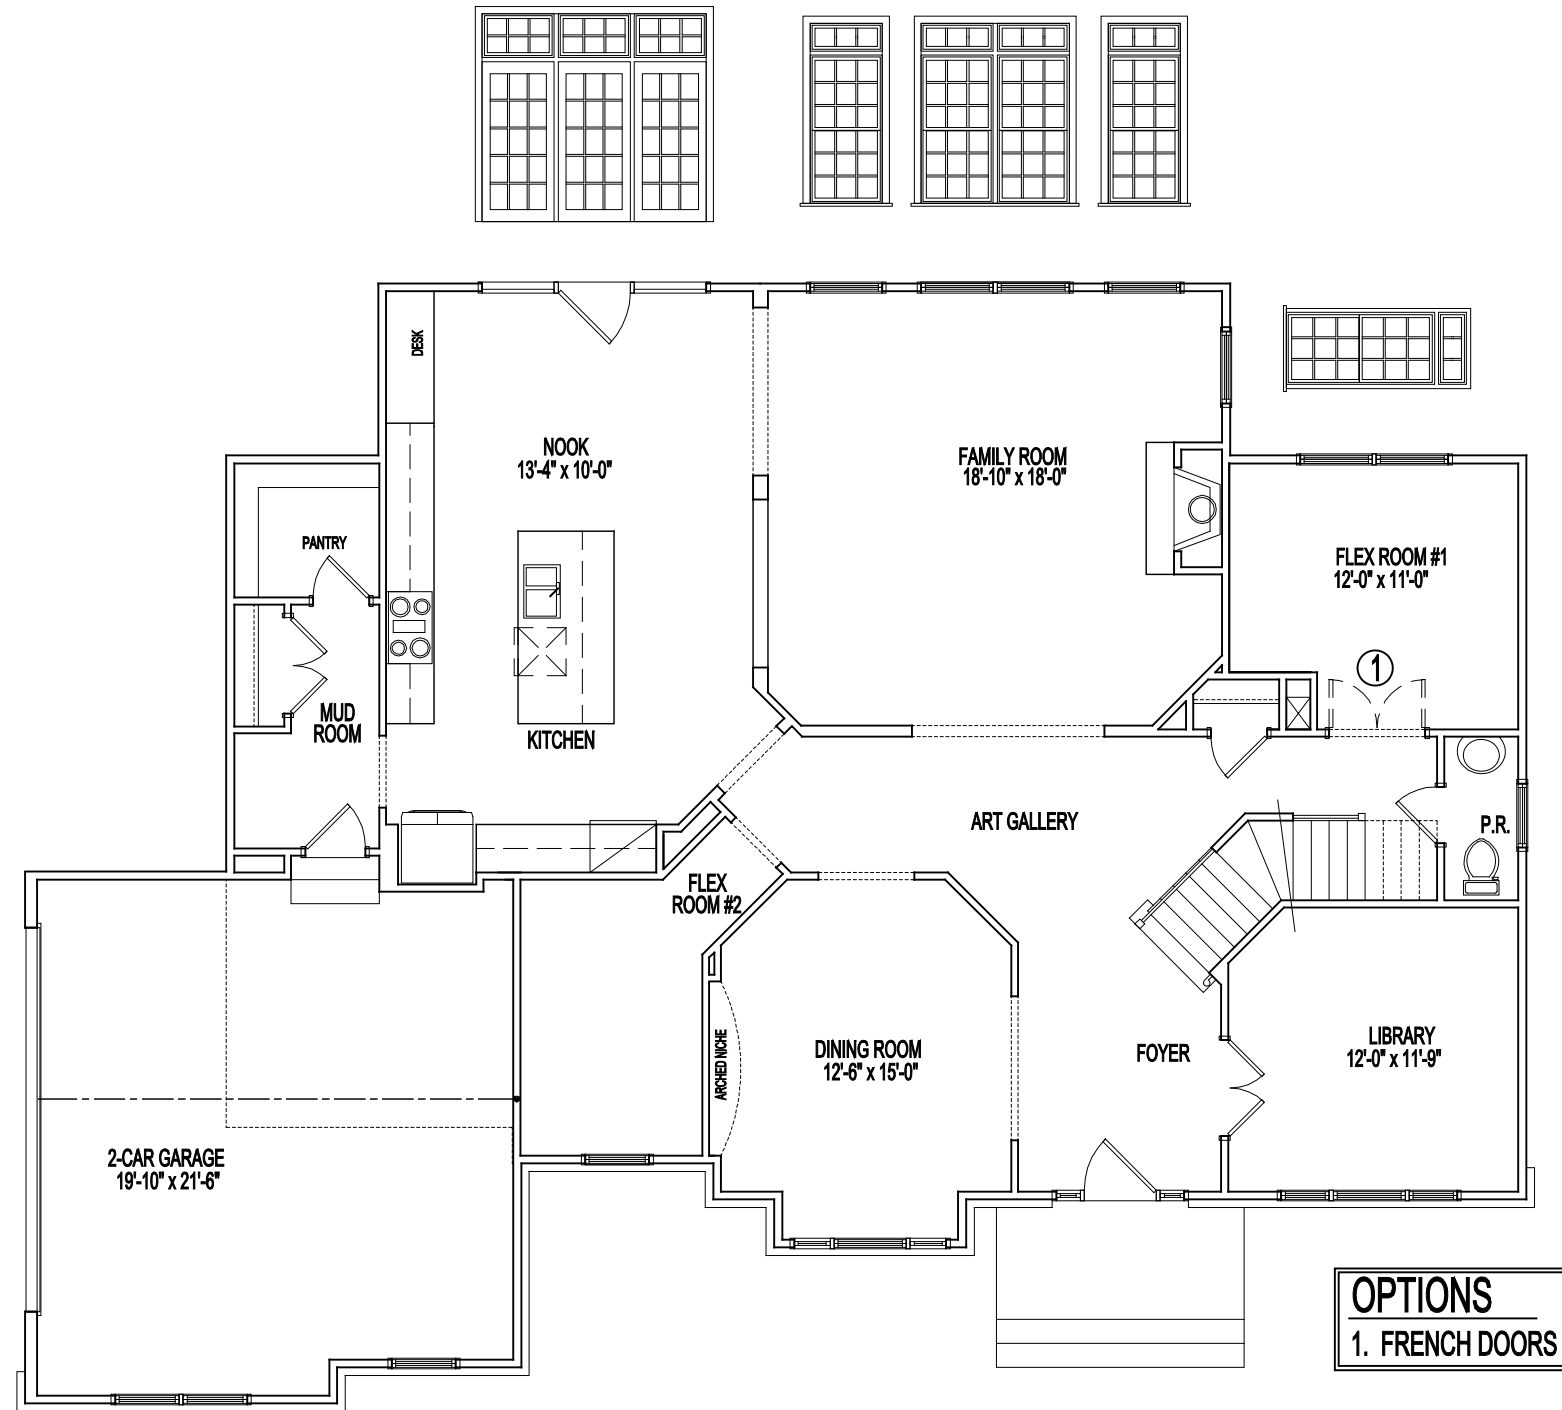 DESK
NOOK
13'-4" x 10'-0"
FAMILY ROOM
18'-10" x 18'-0"
PANTRY
FLEX ROOM #1
12'-0" x 11'-0"
1
MUD
ROOM
KITCHEN
ART GALLERY
P.R.
FLEX
ROOM #2
DINING ROOM
12'-6" x 15'-0"
ARCHED NICHE
FOYER
LIBRARY
12'-0" x 11'-9"
2-CAR GARAGE
19'-10" x 21'-6"
OPTIONS
1. FRENCH DOORS